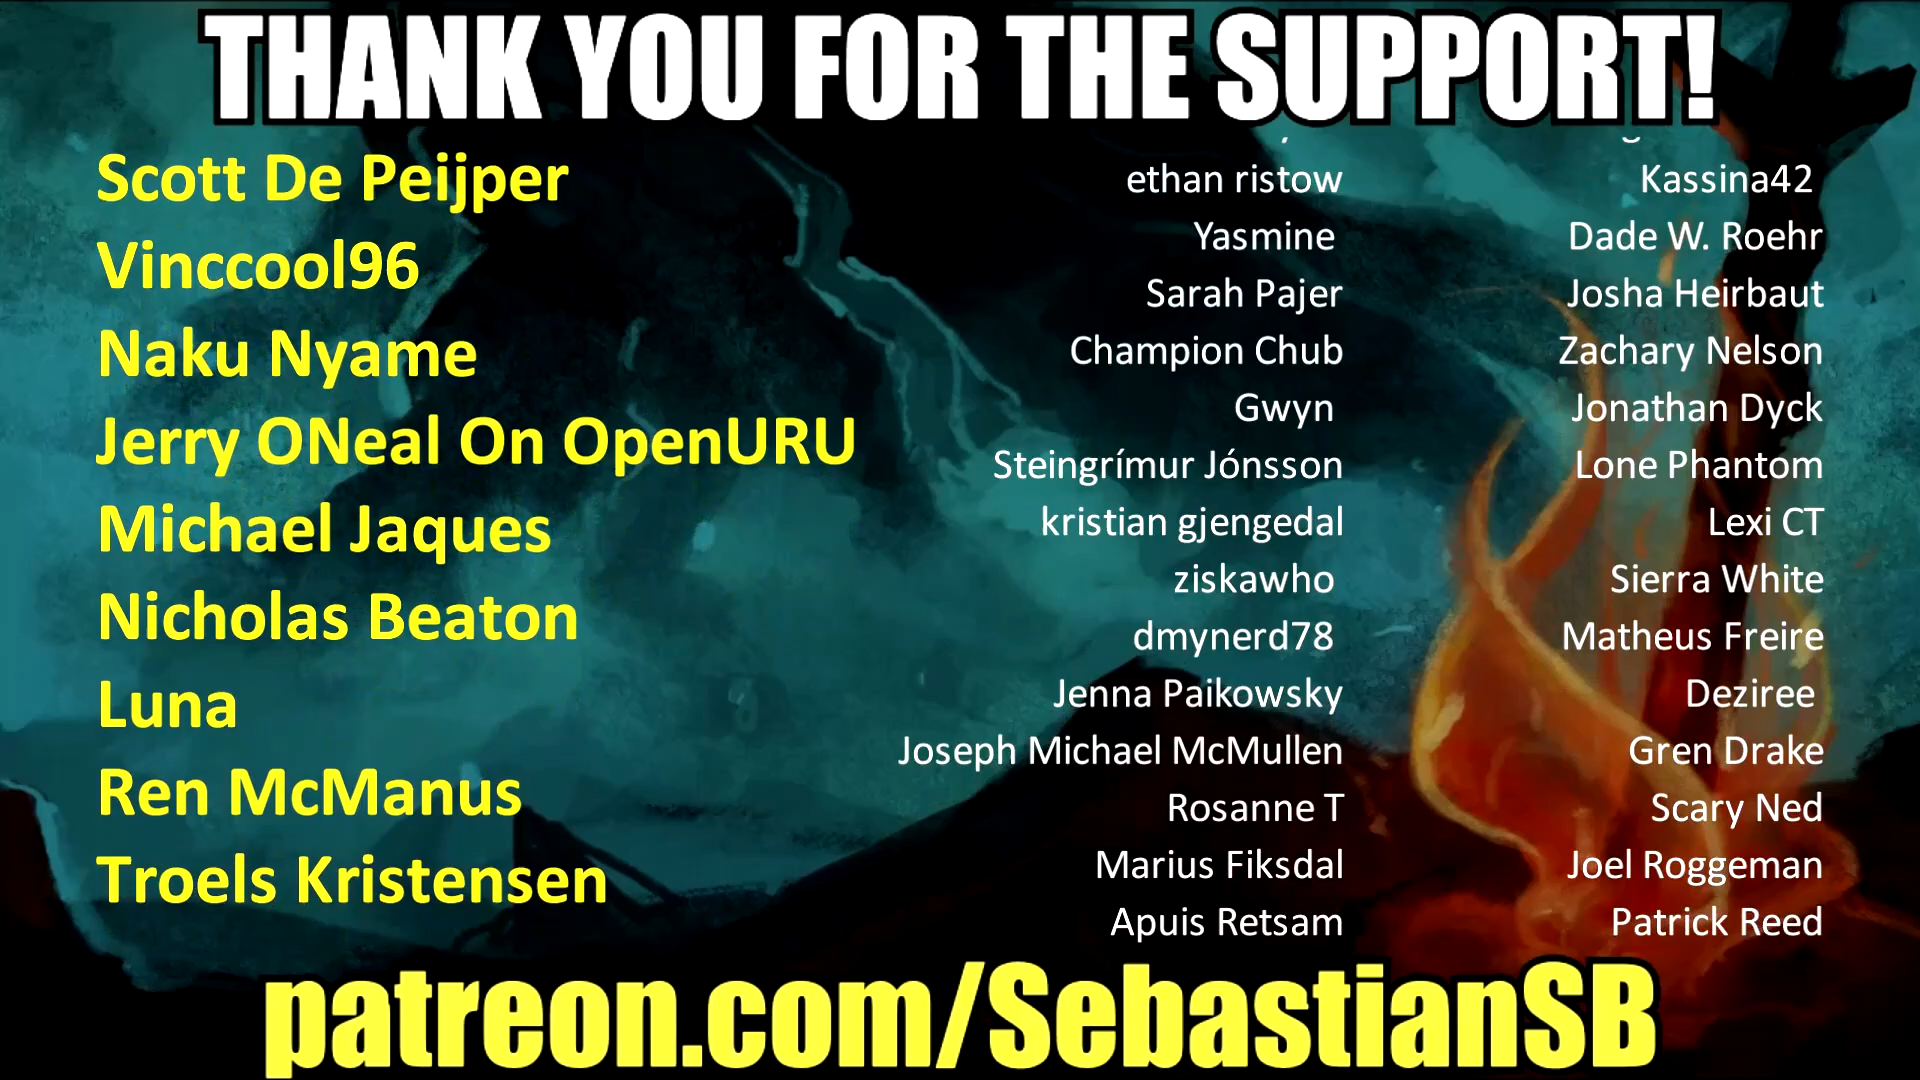 THANK YOU FOR THE SUPPORT!
Scott De Peijper
Vinccool96
Naku Nyame
Jerry ONeal On OpenURU
Michael Jaques
Nicholas Beaton
Luna
Ren McManus
Troels Kristensen
ethan ristow
Yasmine
Sarah Pajer
Champion Chub
Gwyn
Steingrímur Jónsson
kristian gjengedal
ziskawho
dmynerd78
Jenna Paikowsky
Joseph Michael McMullen
Rosanne T
Marius Fiksdal
Apuis Retsam
Kassina42
Dade W. Roehr
Josha Heirbaut
Zachary Nelson
Jonathan Dyck
Lone Phantom
Lexi CT
Sierra White
Matheus Freire
Deziree
Gren Drake
Scary Ned
Joel Roggeman
Patrick Reed
patreon.com/SebastianSB